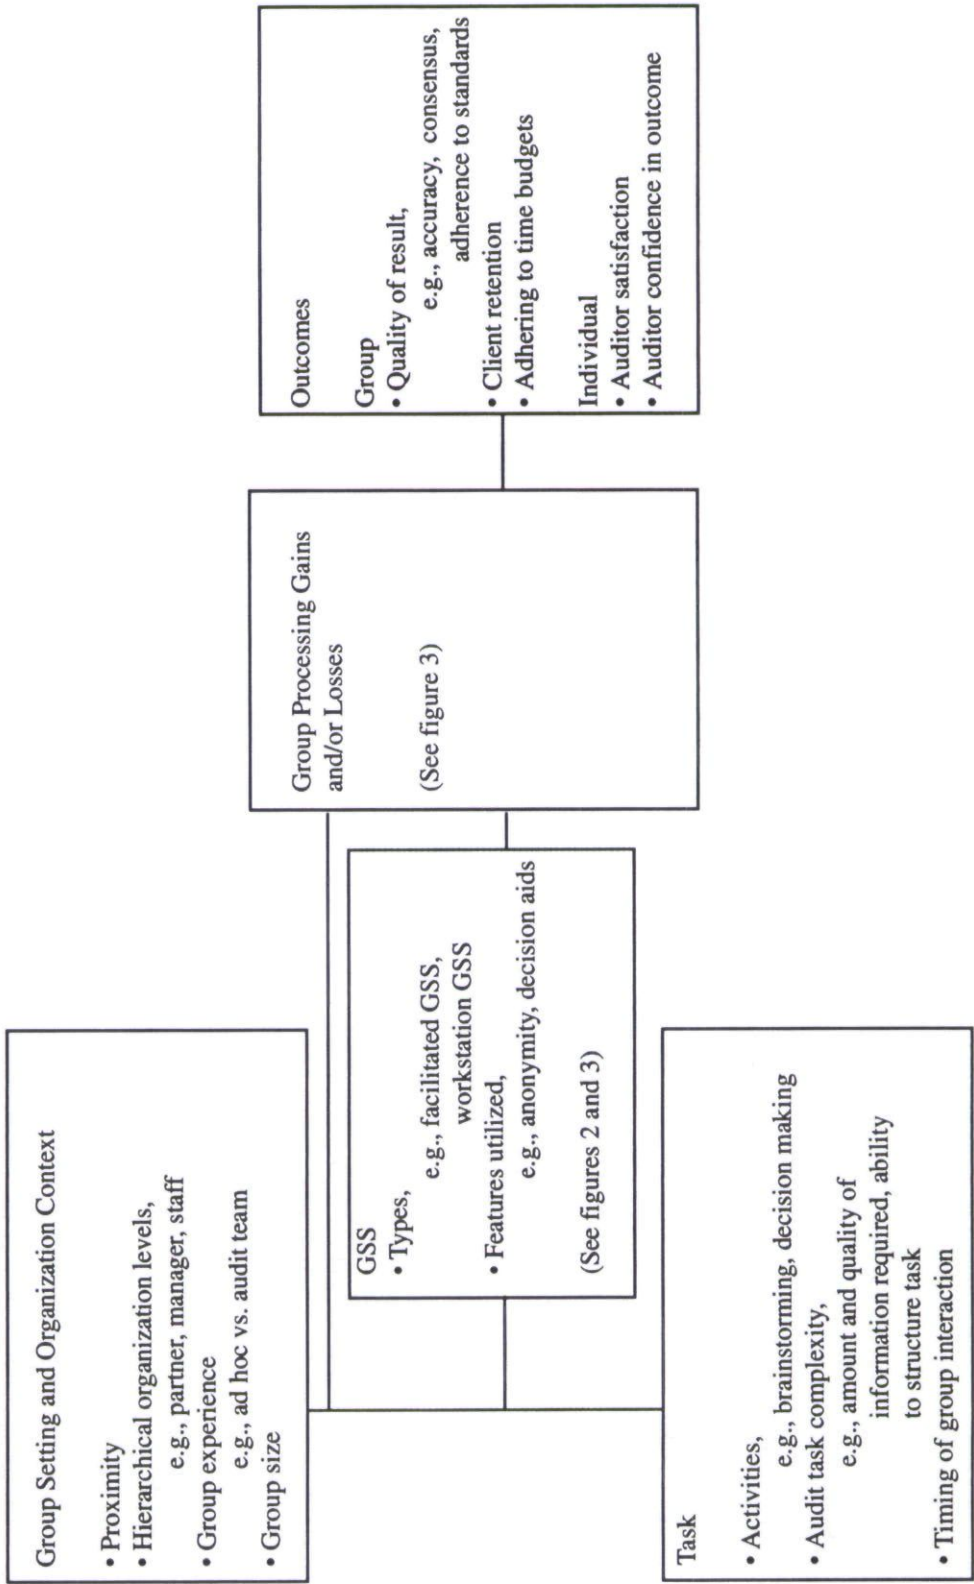 Group Setting and Organization Context
• Proximity
• Hierarchical organization levels,
e.g., partner, manager, staff
• Group experience
e.g., ad hoc vs. audit team
• Group size
Task
• Activities,
e.g., brainstorming, decision making
• Audit task complexity,
e.g., amount and quality of
information required, ability
to structure task
• Timing of group interaction
GSS
• Types,
e.g., facilitated GSS,
workstation GSS
• Features utilized,
e.g., anonymity, decision aids
(See figures 2 and 3)
Group Processing Gains
and/or Losses
(See figure 3)
Outcomes
Group
• Quality of result,
e.g., accuracy, consensus,
adherence to standards
• Client retention
• Adhering to time budgets
Individual
• Auditor satisfaction
• Auditor confidence in outcome